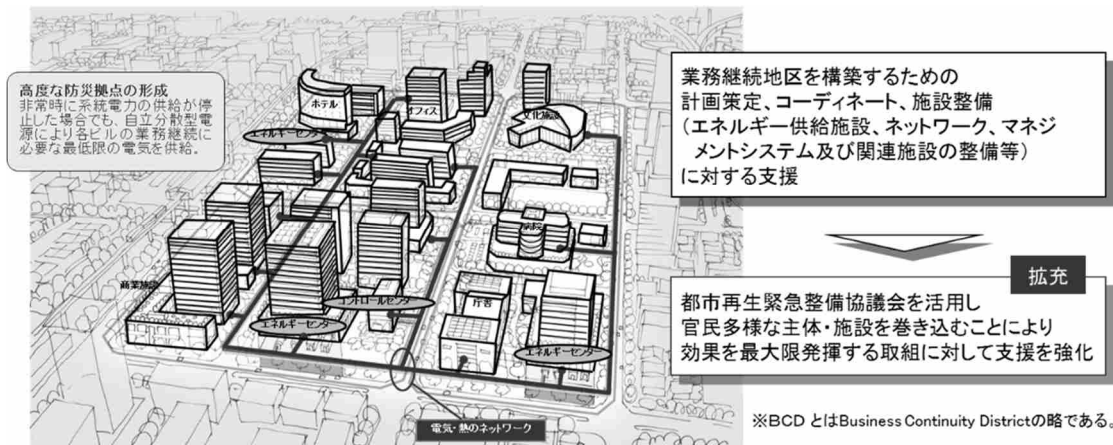 高度な防災拠点の形成
非常時に系統電力の供給が停
止した場合でも、自立分散型電
源により各ビルの業務継続に
必要な最低限の電気を供給。
ホテル
オフィス
文化施設
エネルギーセンター
病院
商業施設
コントロールセンター
庁舎
エネルギーセンター
エネルギーセンター
電気・熱のネットワーク
業務継続地区を構築するための
計画策定、コーディネート、施設整備
（エネルギー供給施設、ネットワーク、マネジ
メントシステム及び関連施設の整備等）
に対する支援
拡充
都市再生緊急整備協議会を活用し
官民多様な主体・施設を巻き込むことにより
効果を最大限発揮する取組に対して支援を強化
※BCDとはBusiness Continuity Districtの略である。